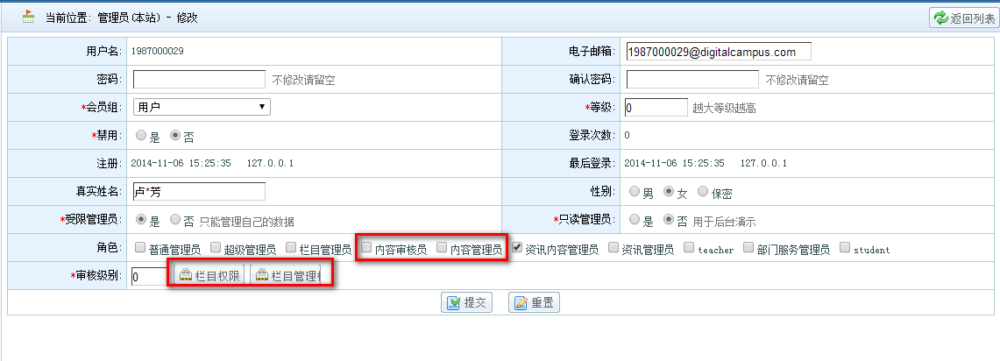 当前位置: 管理员(本站) - 修改 返回列表
用户名: 1987000029 电子邮箱: 1987000029@digitalcampus.com
密码: 不修改请留空 确认密码: 不修改请留空
*会员组: 用户 *等级: 0 越大等级越高
*禁用: 是 否 登录次数: 0
注册: 2014-11-06 15:25:35 127.0.0.1 最后登录: 2014-11-06 15:25:35 127.0.0.1
真实姓名: 卢*芳 性别: 男 女 保密
*受限管理员: 是 否 只能管理自己的数据 *只读管理员: 是 否 用于后台演示
角色: 普通管理员 超级管理员 栏目管理员 内容审核员 内容管理员 资讯内容管理员 资讯管理员 teacher 部门服务管理员 student
*审核级别: 0 栏目权限 栏目管理
提交 重置